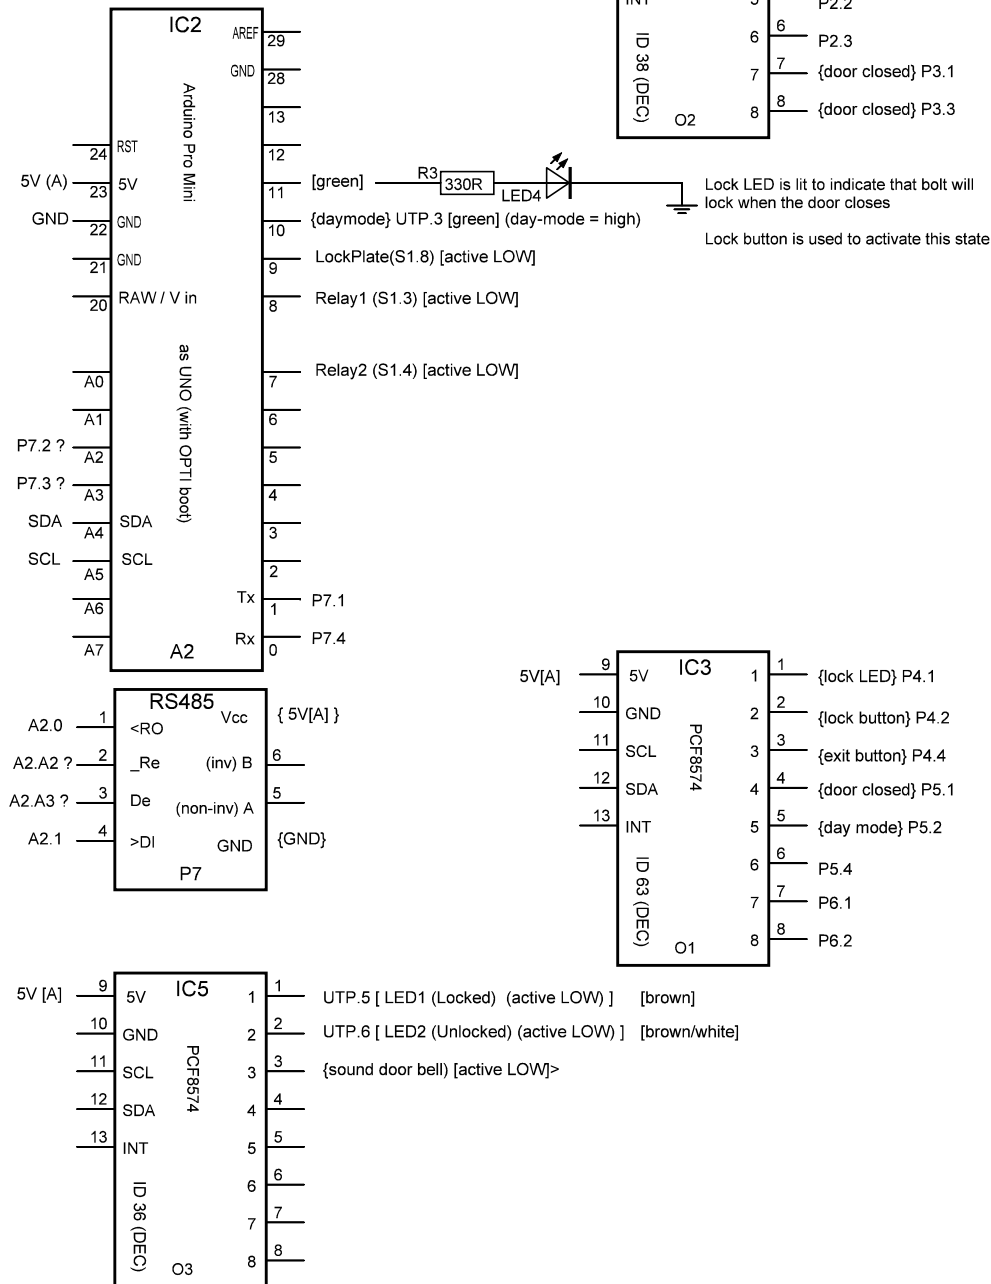 IC2
Arduino Pro Mini
as UNO (with OPTI boot)
A2
AREF
29
GND
28
13
12
24 RST
5V (A) 23 5V
GND 22 GND
21 GND
20 RAW / V in
A0
A1
P7.2 ? A2
P7.3 ? A3
SDA A4 SDA
SCL A5 SCL
A6
A7
11 [green]
R3
330R
LED4
10 {daymode} UTP.3 [green] (day-mode = high)
9 LockPlate(S1.8) [active LOW]
8 Relay1 (S1.3) [active LOW]
7 Relay2 (S1.4) [active LOW]
6
5
4
3
2
Tx 1 P7.1
Rx 0 P7.4
INT
ID 38 (DEC)
O2
5 P2.2
6 6 P2.3
7 7 {door closed} P3.1
8 8 {door closed} P3.3
Lock LED is lit to indicate that bolt will
lock when the door closes
Lock button is used to activate this state
RS485
A2.0 1 <RO
A2.A2 ? 2 _Re
A2.A3 ? 3 De
A2.1 4 >DI
Vcc { 5V[A] }
(inv) B 6
(non-inv) A 5
GND {GND}
P7
IC3
PCF8574
ID 63 (DEC)
O1
5V[A] 9 5V
10 GND
11 SCL
12 SDA
13 INT
1 1 {lock LED} P4.1
2 2 {lock button} P4.2
3 3 {exit button} P4.4
4 4 {door closed} P5.1
5 5 {day mode} P5.2
6 6 P5.4
7 7 P6.1
8 8 P6.2
IC5
PCF8574
ID 36 (DEC)
O3
5V [A] 9 5V
10 GND
11 SCL
12 SDA
13 INT
1 1 UTP.5 [ LED1 (Locked) (active LOW) ] [brown]
2 2 UTP.6 [ LED2 (Unlocked) (active LOW) ] [brown/white]
3 3 {sound door bell) [active LOW]>
4 4
5 5
6 6
7 7
8 8